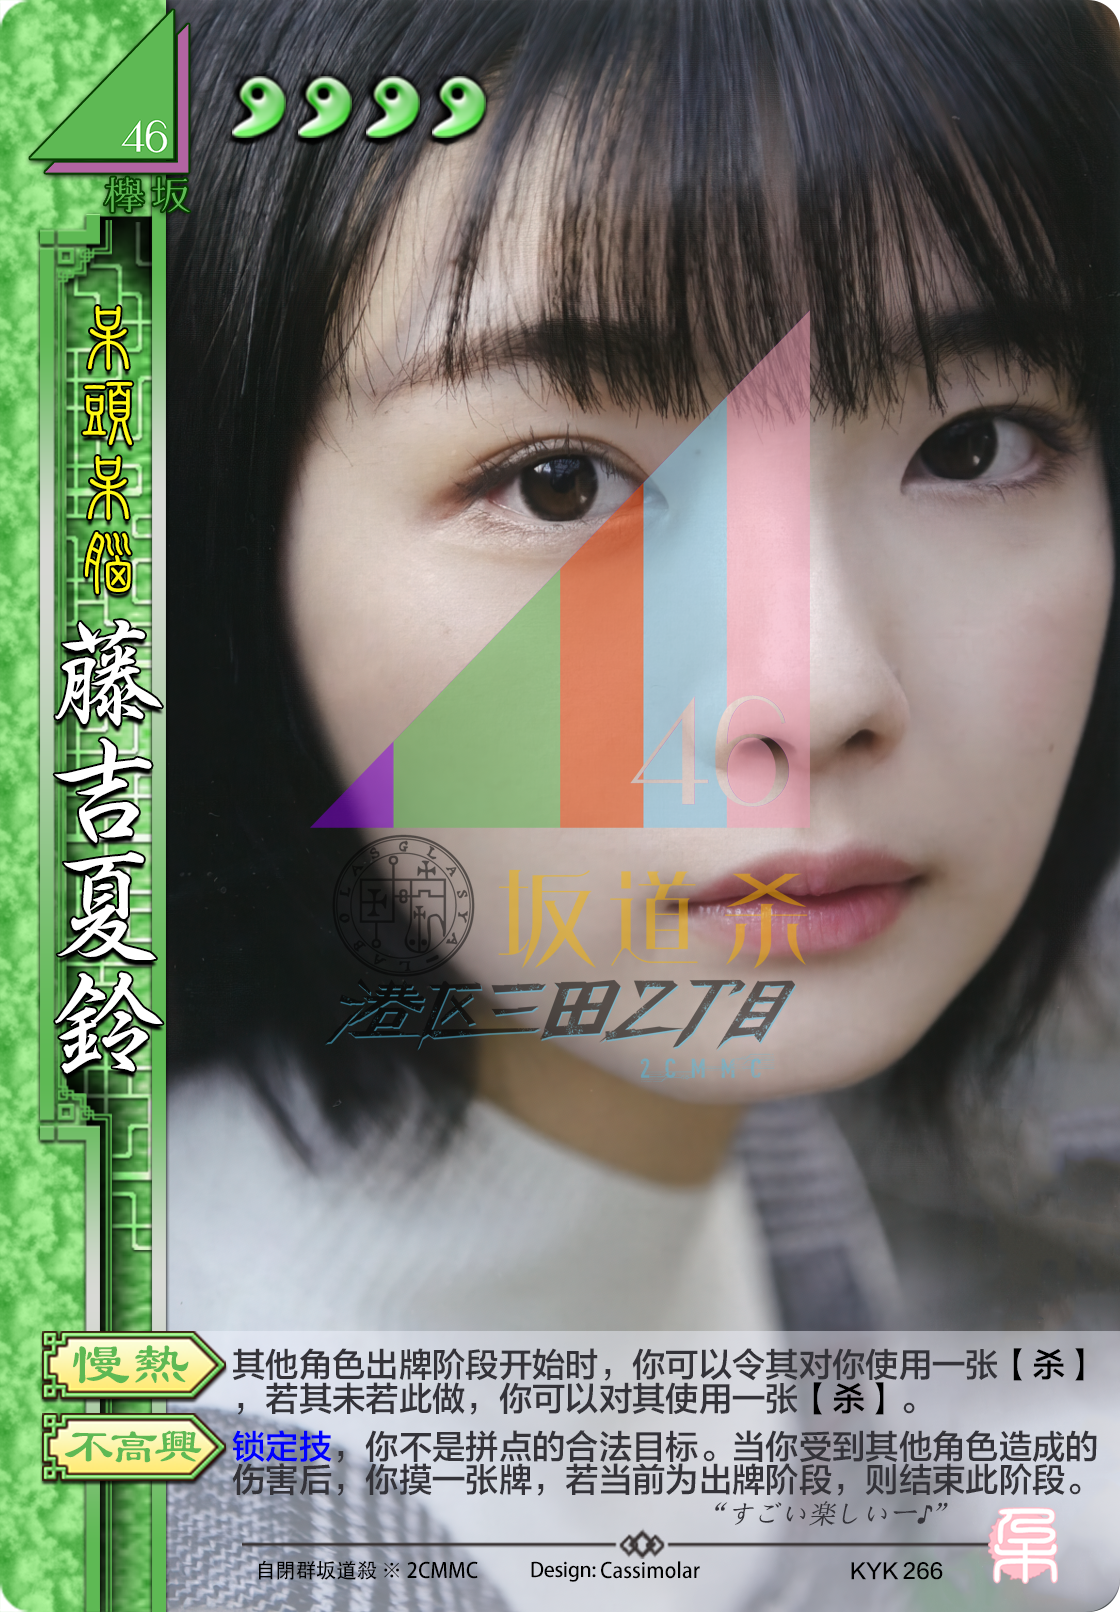 46
欅坂
呆頭呆腦
藤吉夏鈴
46
坂道杀
港区三田2丁目
2CMMC
慢熱
其他角色出牌阶段开始时，你可以令其对你使用一张【杀】
，若其未若此做，你可以对其使用一张【杀】。
不高興
锁定技，你不是拼点的合法目标。当你受到其他角色造成的
伤害后，你摸一张牌，若当前为出牌阶段，则结束此阶段。
“すごい楽しいー♪”
自閉群坂道殺 ※ 2CMMC
Design: Cassimolar
KYK 266